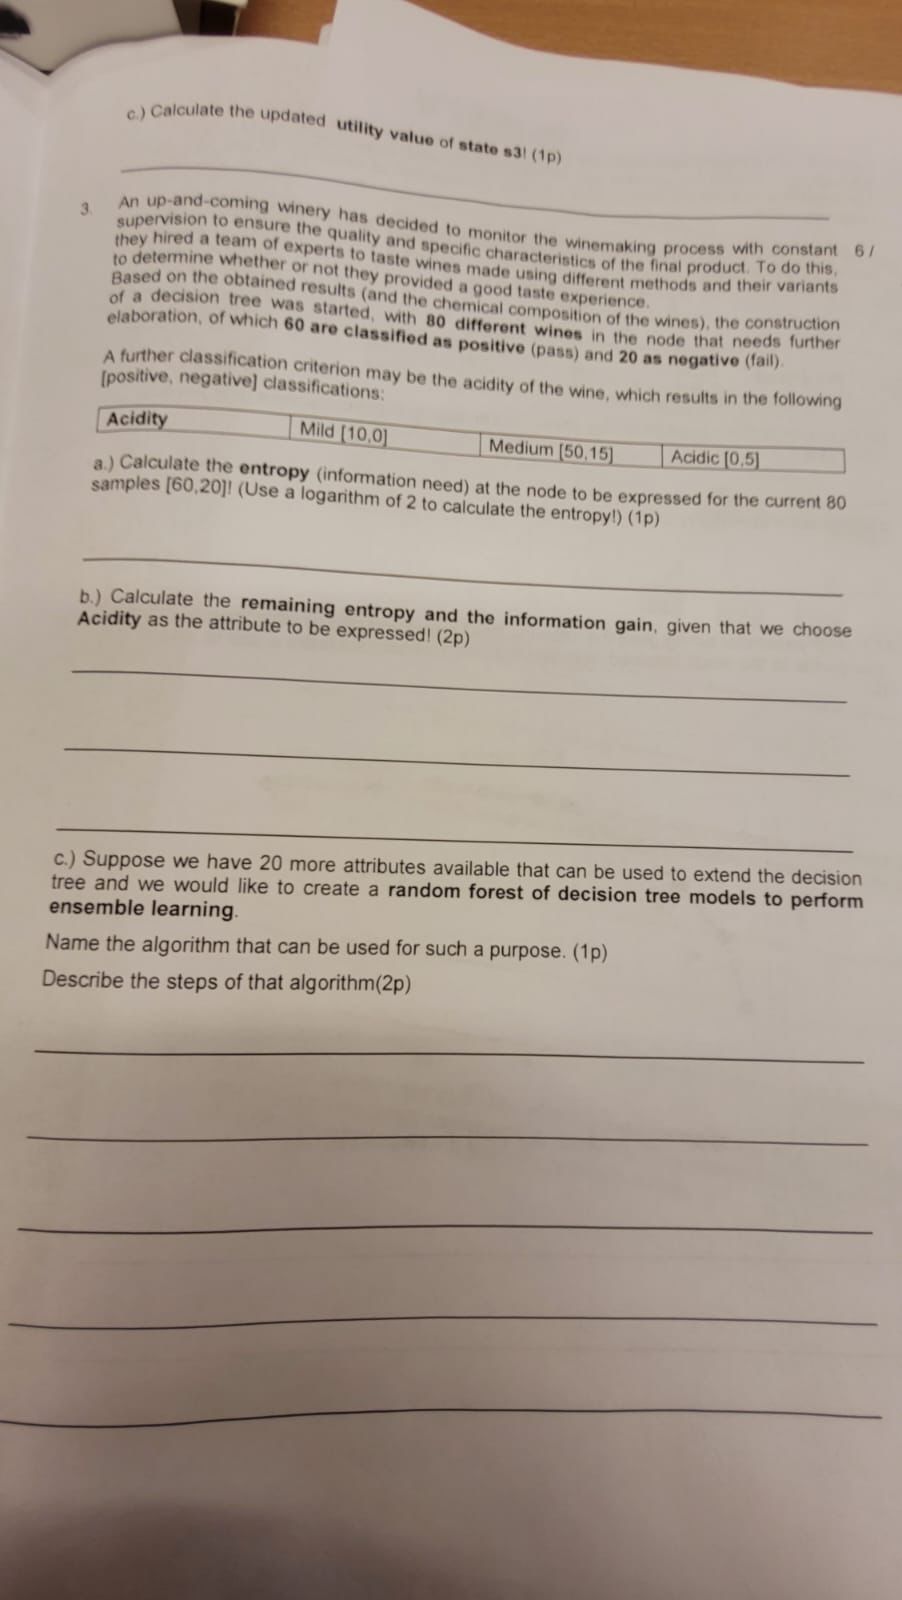 c.) Calculate the updated utility value of state s3! (1p)
3. An up-and-coming winery has decided to monitor the winemaking process with constant 6 /
supervision to ensure the quality and specific characteristics of the final product. To do this,
they hired a team of experts to taste wines made using different methods and their variants
to determine whether or not they provided a good taste experience.
Based on the obtained results (and the chemical composition of the wines), the construction
of a decision tree was started, with 80 different wines in the node that needs further
elaboration, of which 60 are classified as positive (pass) and 20 as negative (fail).
A further classification criterion may be the acidity of the wine, which results in the following
[positive, negative] classifications:
Acidity Mild [10,0] Medium [50,15] Acidic [0,5]
a.) Calculate the entropy (information need) at the node to be expressed for the current 80
samples [60,20]! (Use a logarithm of 2 to calculate the entropy!) (1p)
b.) Calculate the remaining entropy and the information gain, given that we choose
Acidity as the attribute to be expressed! (2p)
c.) Suppose we have 20 more attributes available that can be used to extend the decision
tree and we would like to create a random forest of decision tree models to perform
ensemble learning.
Name the algorithm that can be used for such a purpose. (1p)
Describe the steps of that algorithm(2p)